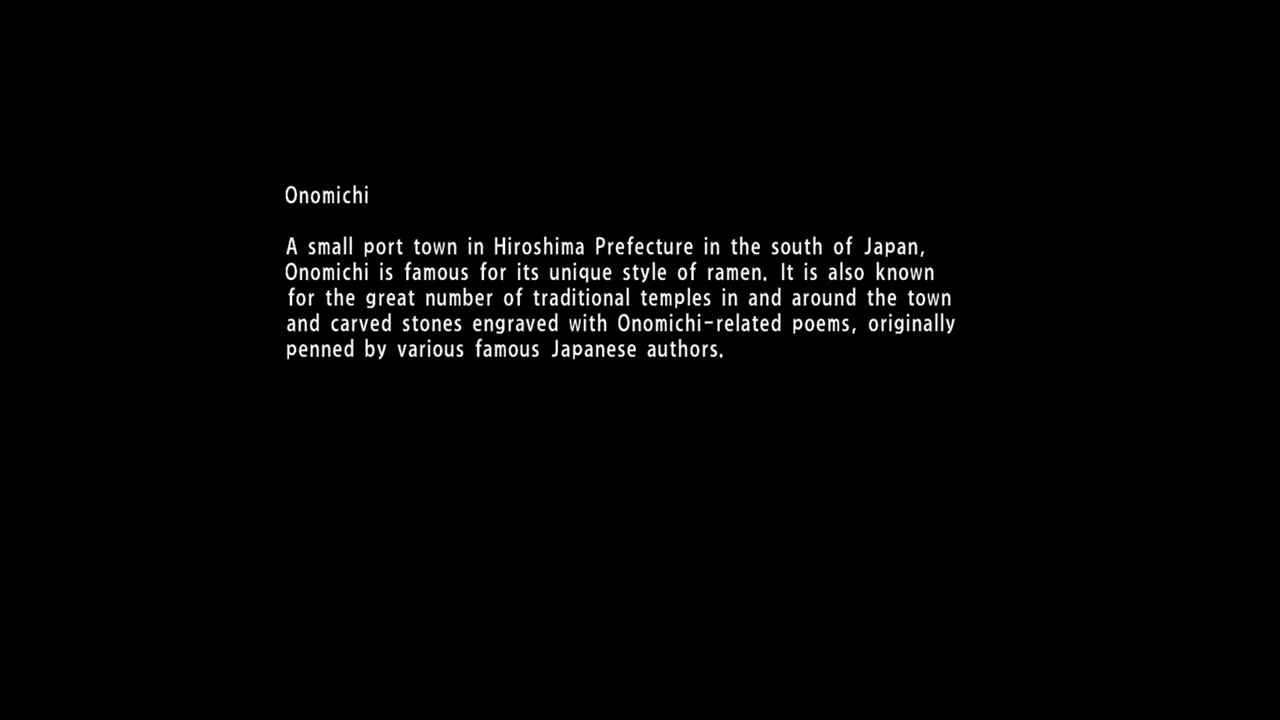 Onomichi
A small port town in Hiroshima Prefecture in the south of Japan,
Onomichi is famous for its unique style of ramen. It is also known
for the great number of traditional temples in and around the town
and carved stones engraved with Onomichi-related poems, originally
penned by various famous Japanese authors.